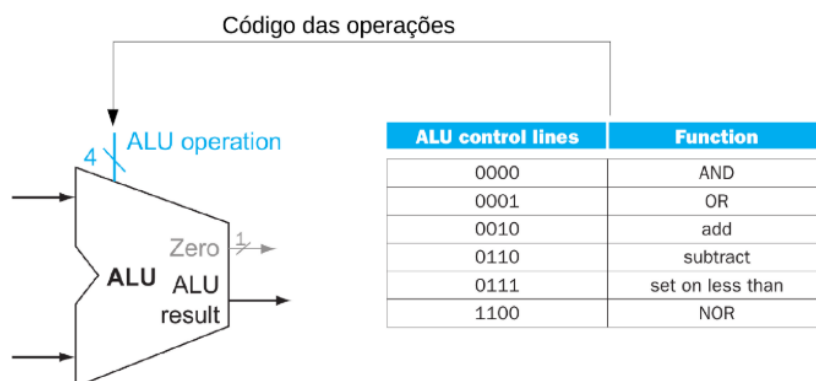 Código das operações
ALU operation
4
Zero
1
ALU
ALU
result
ALU control lines Function
0000 AND
0001 OR
0010 add
0110 subtract
0111 set on less than
1100 NOR